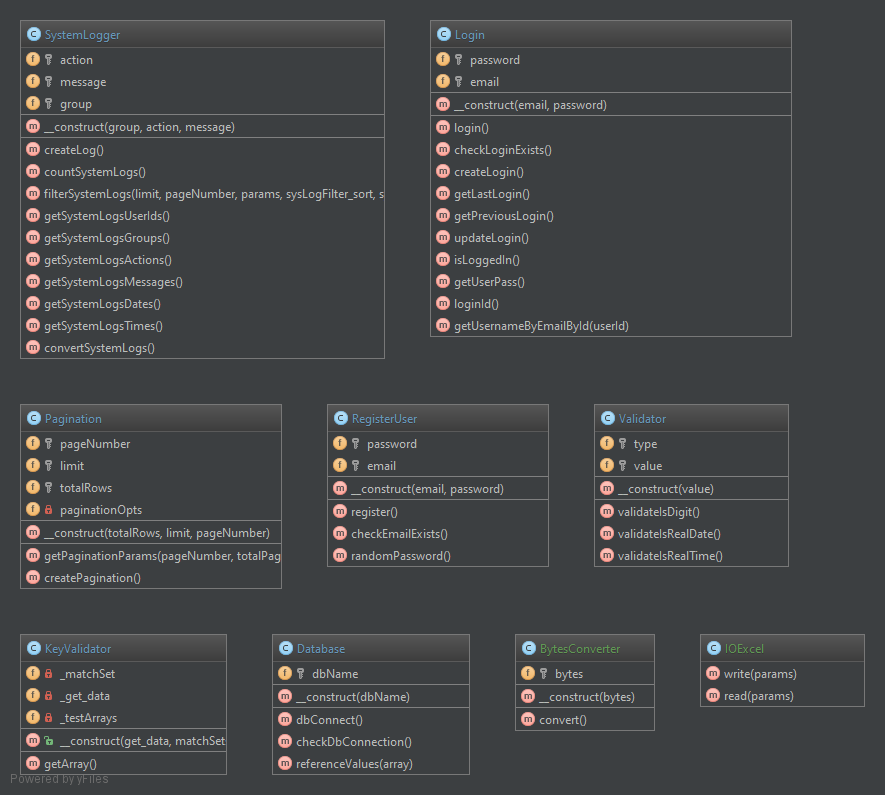 SystemLogger
action
message
group
__construct(group, action, message)
createLog()
countSystemLogs()
filterSystemLogs(limit, pageNumber, params, sysLogFilter_sort, s
getSystemLogsUserIds()
getSystemLogsGroups()
getSystemLogsActions()
getSystemLogsMessages()
getSystemLogsDates()
getSystemLogsTimes()
convertSystemLogs()
Login
password
email
__construct(email, password)
login()
checkLoginExists()
createLogin()
getLastLogin()
getPreviousLogin()
updateLogin()
isLoggedIn()
getUserPass()
loginId()
getUsernameByEmailById(userId)
Pagination
pageNumber
limit
totalRows
paginationOpts
__construct(totalRows, limit, pageNumber)
getPaginationParams(pageNumber, totalPag
createPagination()
RegisterUser
password
email
__construct(email, password)
register()
checkEmailExists()
randomPassword()
Validator
type
value
__construct(value)
validateIsDigit()
validateIsRealDate()
validateIsRealTime()
KeyValidator
_matchSet
_get_data
_testArrays
__construct(get_data, matchSet
getArray()
Database
dbName
__construct(dbName)
dbConnect()
checkDbConnection()
referenceValues(array)
BytesConverter
bytes
__construct(bytes)
convert()
IOExcel
write(params)
read(params)
Powered by yFiles